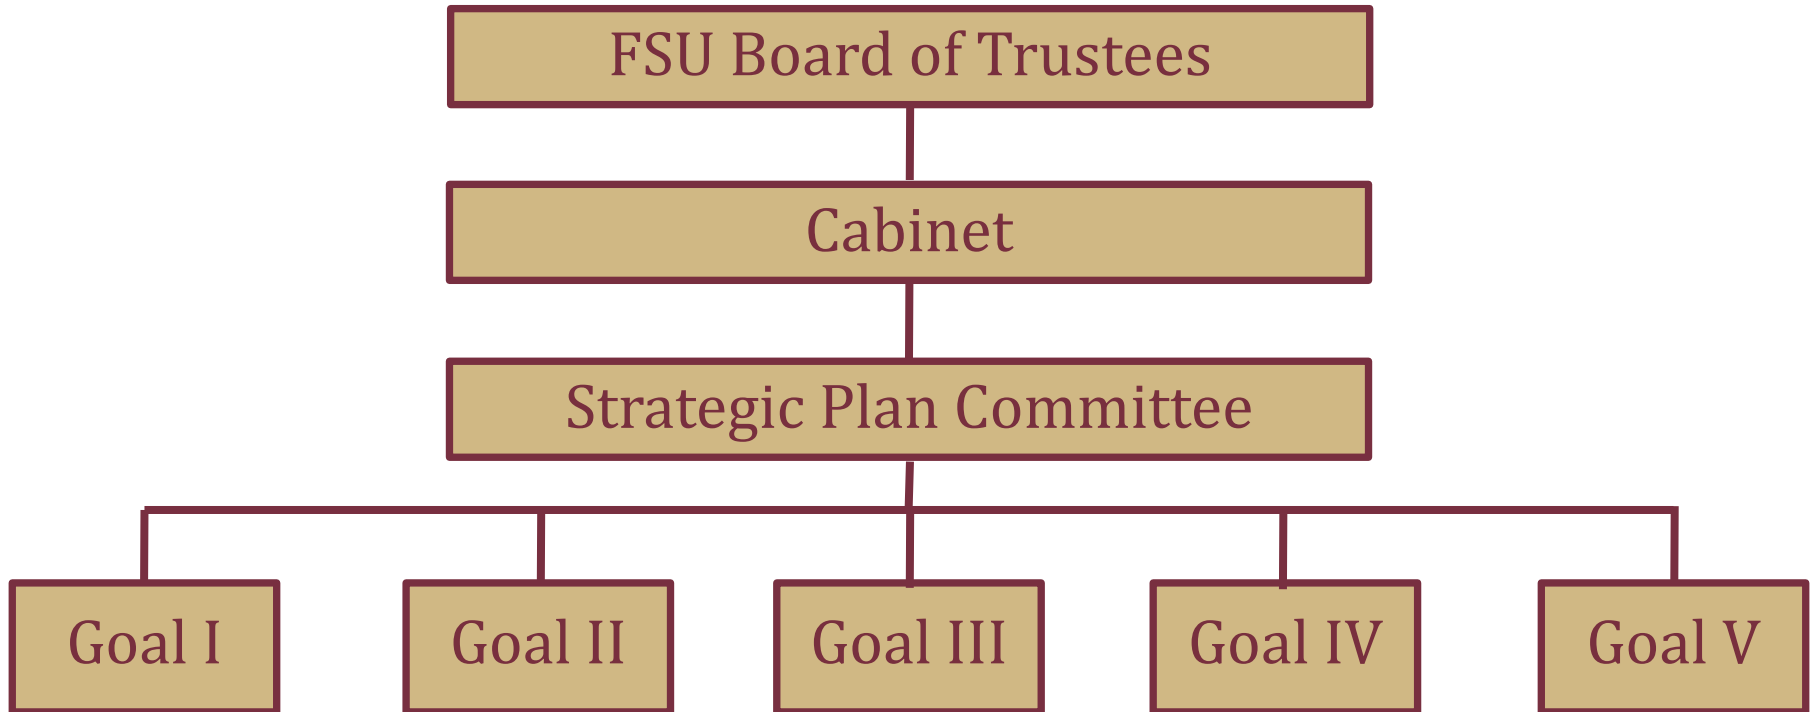 FSU Board of Trustees
Cabinet
Strategic Plan Committee
Goal I
Goal II
Goal III
Goal IV
Goal V